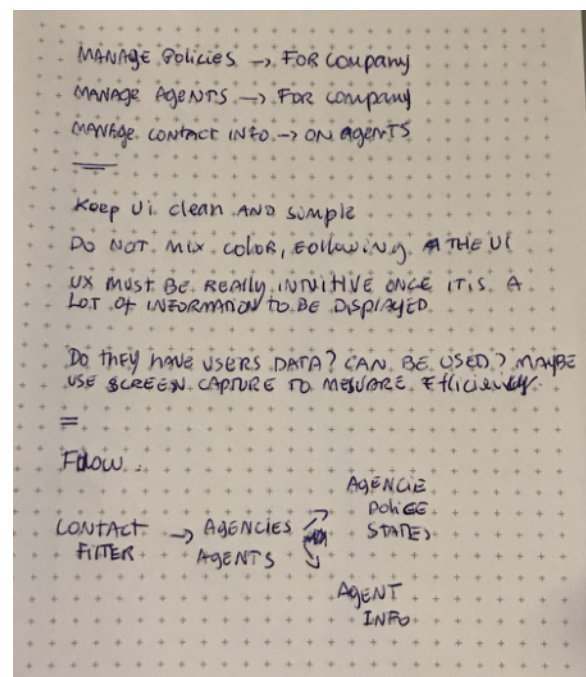 MANAGE Policies -> FOR Company
MANAGE AGENTS -> FOR company
MANAGE CONTACT INFO -> ON AgENTS
Keep Ui clean AND simple
DO NOT MIX COLOR, FOllowiNg THE UI
UX MUST BE REAlly INTUITIVE ONCE IT IS A
LOT OF INFORMATION TO BE DISPlAYED
DO they HAVE USERS DATA? CAN BE USED? MAYBE
USE SCREEN CAPTURE TO MESURARE EfficiENCY
Flow :
CONTACT FilTER -> AGENCIES AGENTS
AGENCiE
POLICE
STATES
AGENT
INFO